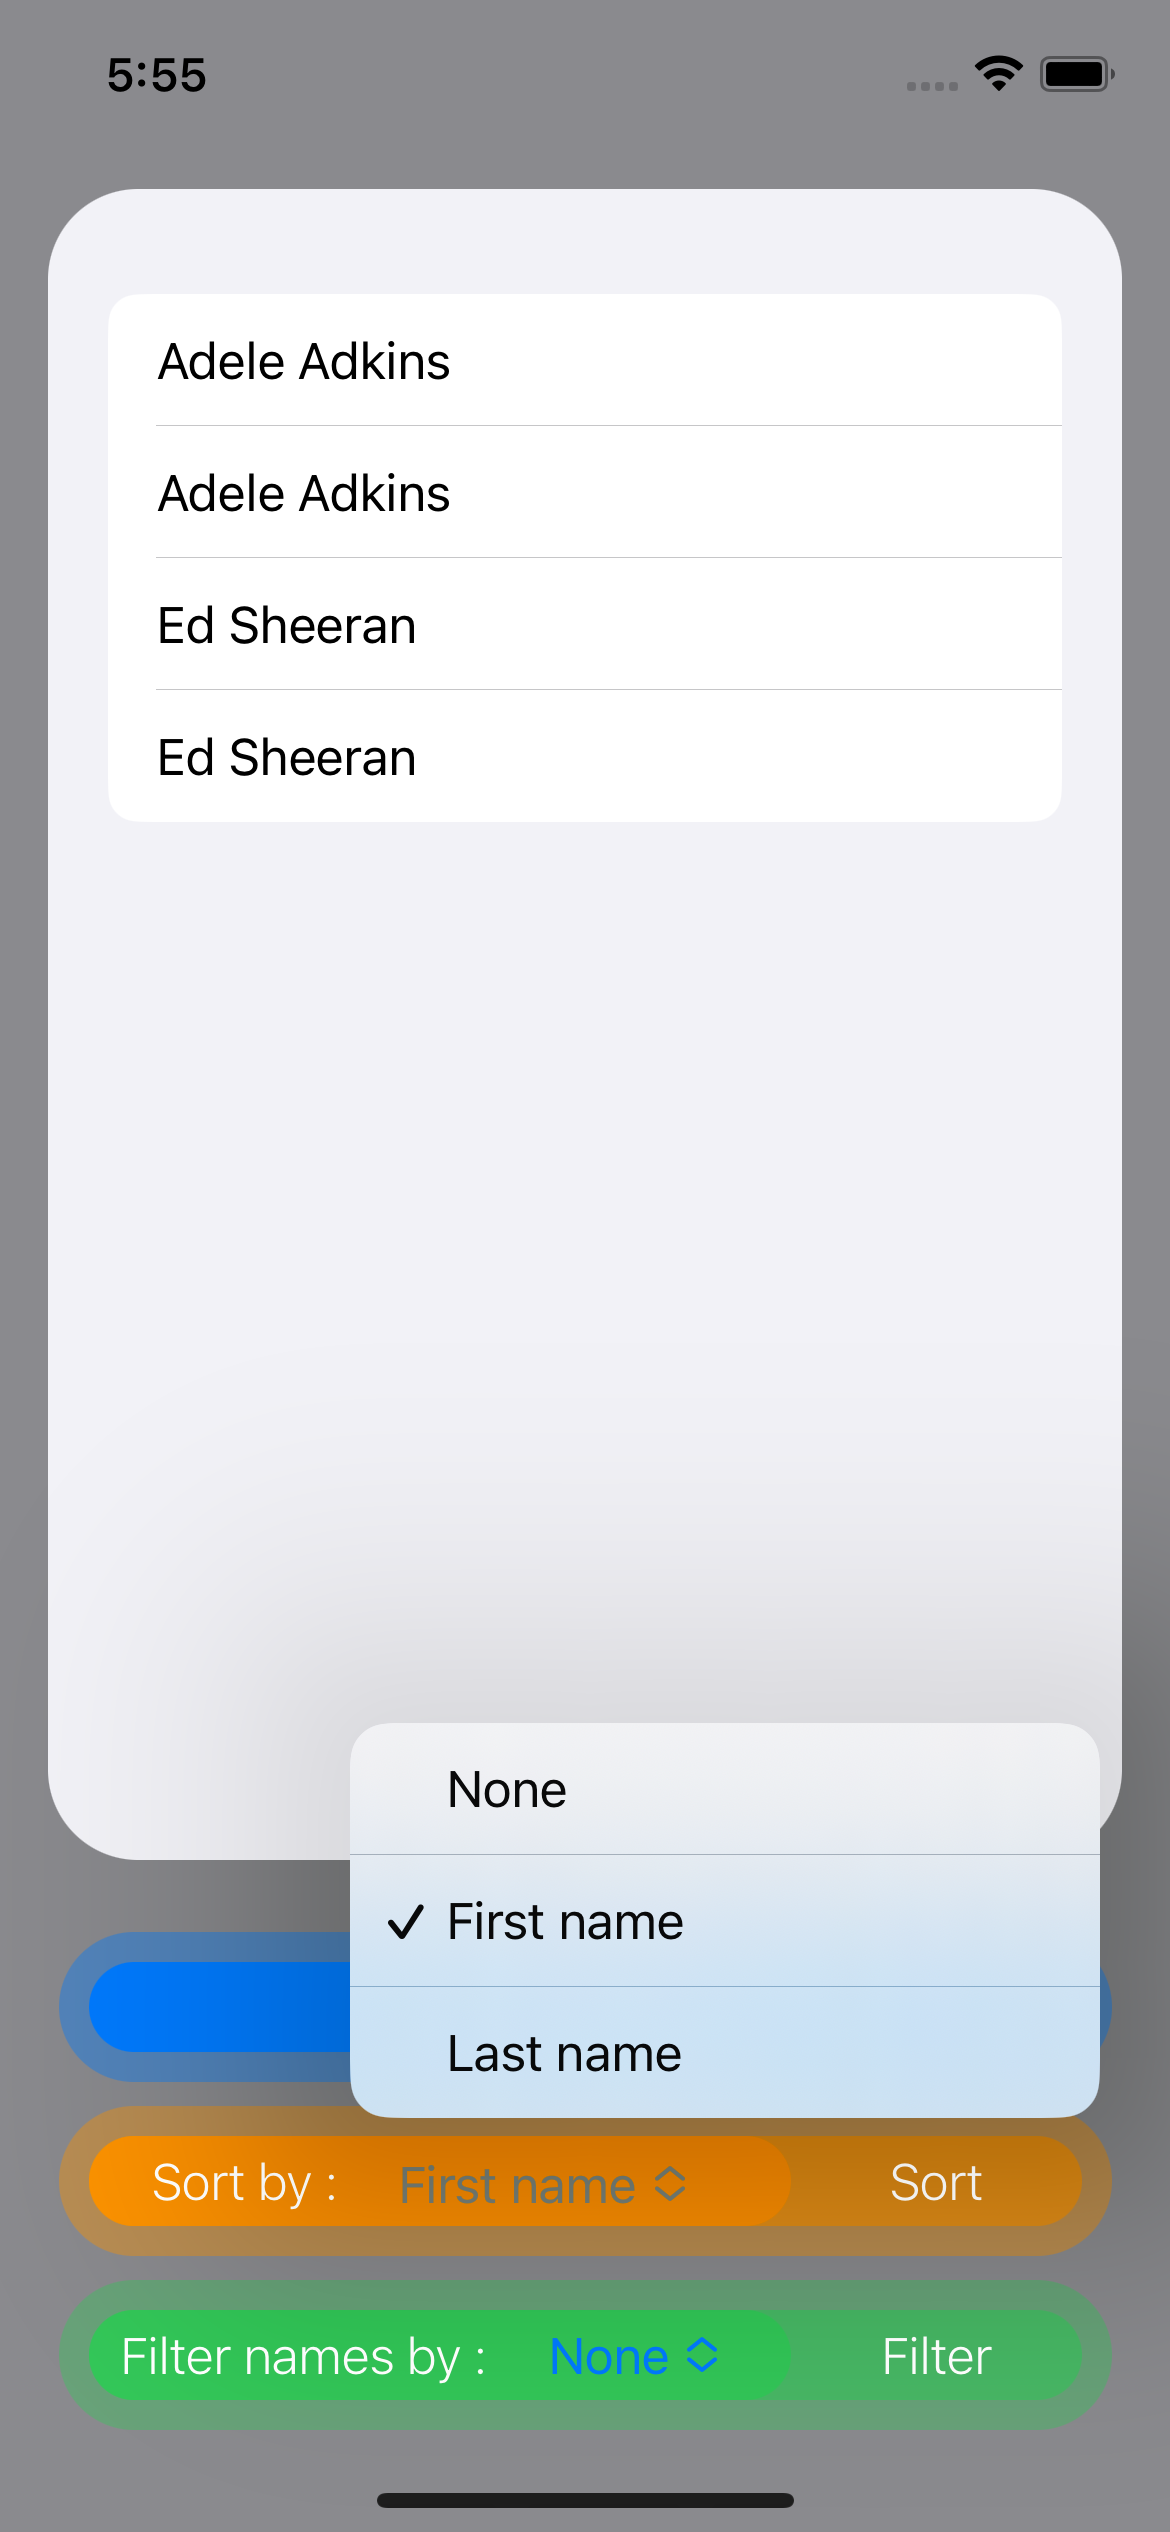 5:55
Adele Adkins
Adele Adkins
Ed Sheeran
Ed Sheeran
None
First name
Last name
Sort by : First name Sort
Filter names by : None Filter